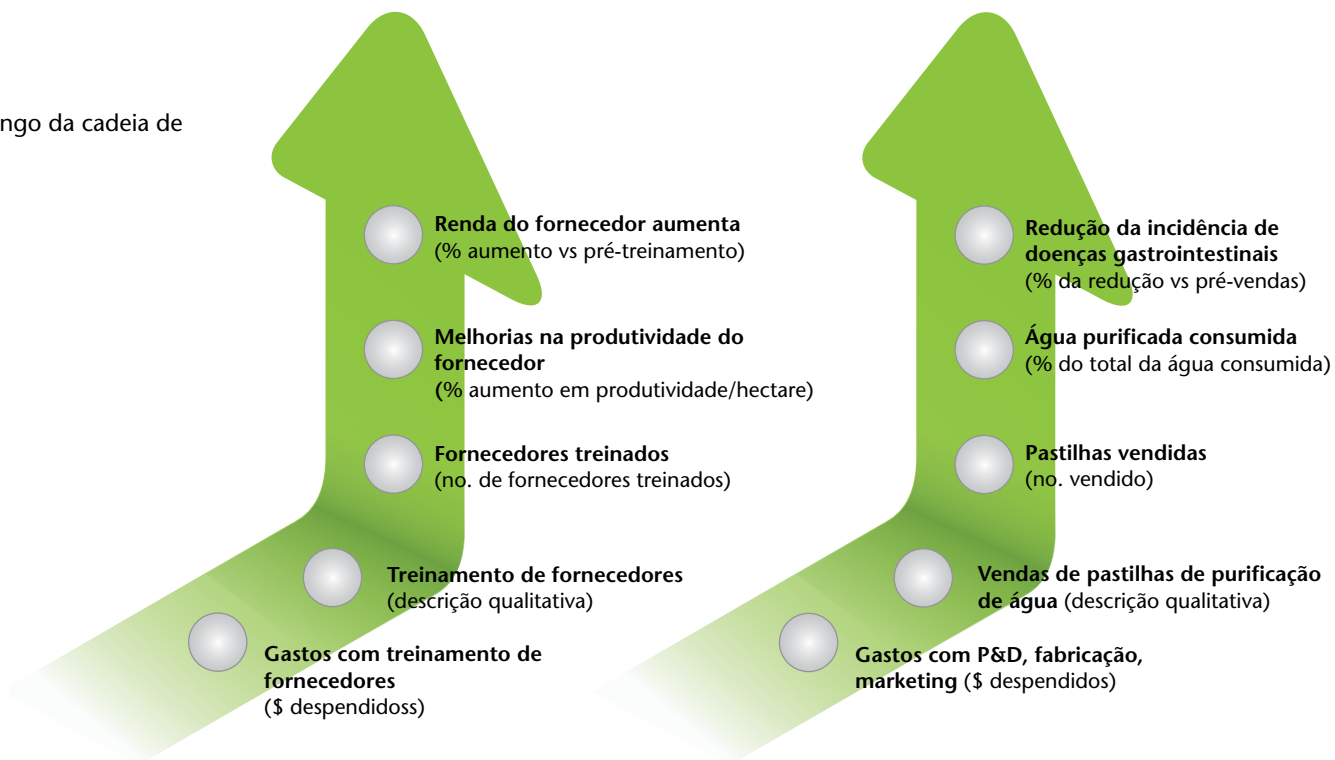 ngo da cadeia de
Renda do fornecedor aumenta
(% aumento vs pré-treinamento)
Melhorias na produtividade do
fornecedor
(% aumento em produtividade/hectare)
Fornecedores treinados
(no. de fornecedores treinados)
Treinamento de fornecedores
(descrição qualitativa)
Gastos com treinamento de
fornecedores
($ despendidoss)
Redução da incidência de
doenças gastrointestinais
(% da redução vs pré-vendas)
Água purificada consumida
(% do total da água consumida)
Pastilhas vendidas
(no. vendido)
Vendas de pastilhas de purificação
de água (descrição qualitativa)
Gastos com P&D, fabricação,
marketing ($ despendidos)